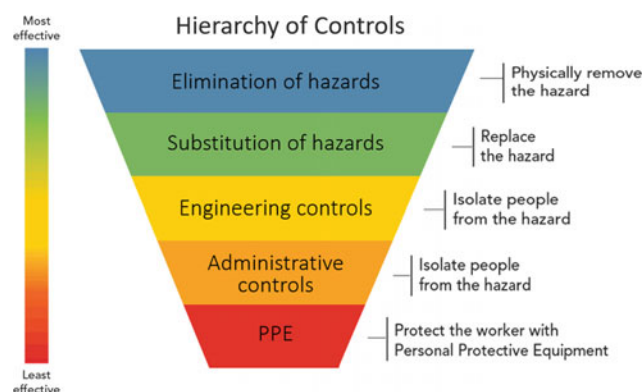 Most
effective
Hierarchy of Controls
Elimination of hazards
Physically remove
the hazard
Substitution of hazards
Replace
the hazard
Engineering controls
Isolate people
from the hazard
Administrative
controls
Isolate people
from the hazard
PPE
Protect the worker with
Personal Protective Equipment
Least
effective